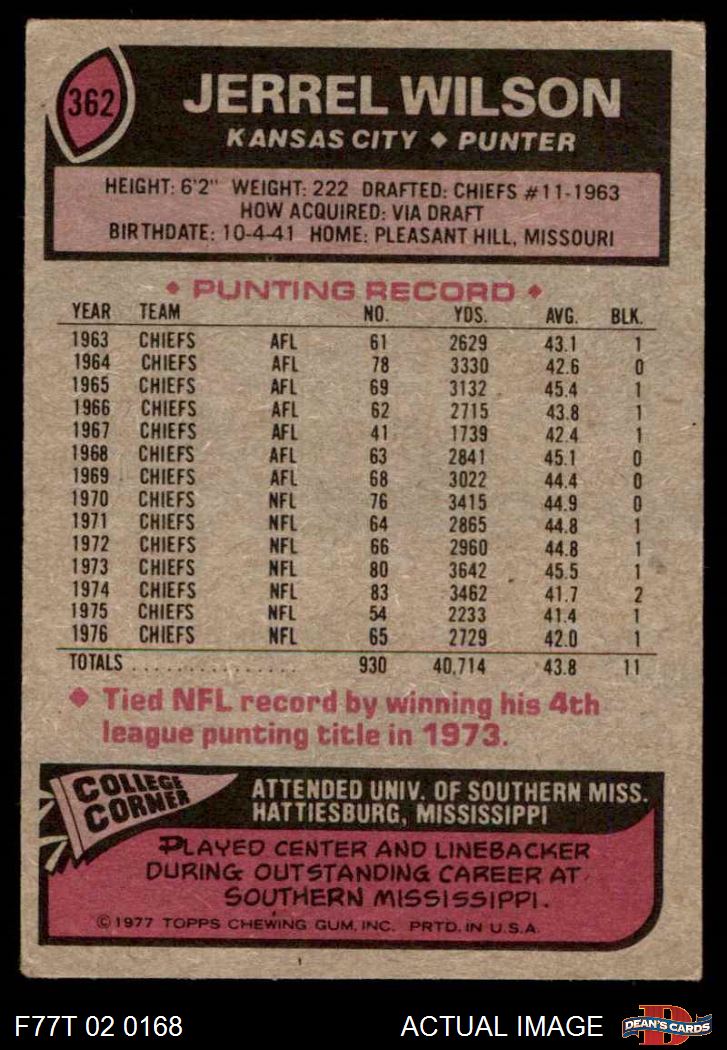 362
JERREL WILSON
KANSAS CITY ◆ PUNTER
HEIGHT: 6'2" WEIGHT: 222 DRAFTED: CHIEFS #11-1963
HOW ACQUIRED: VIA DRAFT
BIRTHDATE: 10-4-41 HOME: PLEASANT HILL, MISSOURI
◆ PUNTING RECORD ◆
YEAR TEAM NO. YDS. AVG. BLK.
1963 CHIEFS AFL 61 2629 43.1 1
1964 CHIEFS AFL 78 3330 42.6 0
1965 CHIEFS AFL 69 3132 45.4 1
1966 CHIEFS AFL 62 2715 43.8 1
1967 CHIEFS AFL 41 1739 42.4 1
1968 CHIEFS AFL 63 2841 45.1 0
1969 CHIEFS AFL 68 3022 44.4 0
1970 CHIEFS NFL 76 3415 44.9 0
1971 CHIEFS NFL 64 2865 44.8 1
1972 CHIEFS NFL 66 2960 44.8 1
1973 CHIEFS NFL 80 3642 45.5 1
1974 CHIEFS NFL 83 3462 41.7 2
1975 CHIEFS NFL 54 2233 41.4 1
1976 CHIEFS NFL 65 2729 42.0 1
TOTALS ................ 930 40,714 43.8 11
◆ Tied NFL record by winning his 4th
league punting title in 1973.
COLLEGE
CORNER
ATTENDED UNIV. OF SOUTHERN MISS.
HATTIESBURG, MISSISSIPPI
PLAYED CENTER AND LINEBACKER
DURING OUTSTANDING CAREER AT
SOUTHERN MISSISSIPPI.
© 1977 TOPPS CHEWING GUM, INC. PRTD. IN U.S.A.
F77T 02 0168 ACTUAL IMAGE
D
DEAN'S CARDS